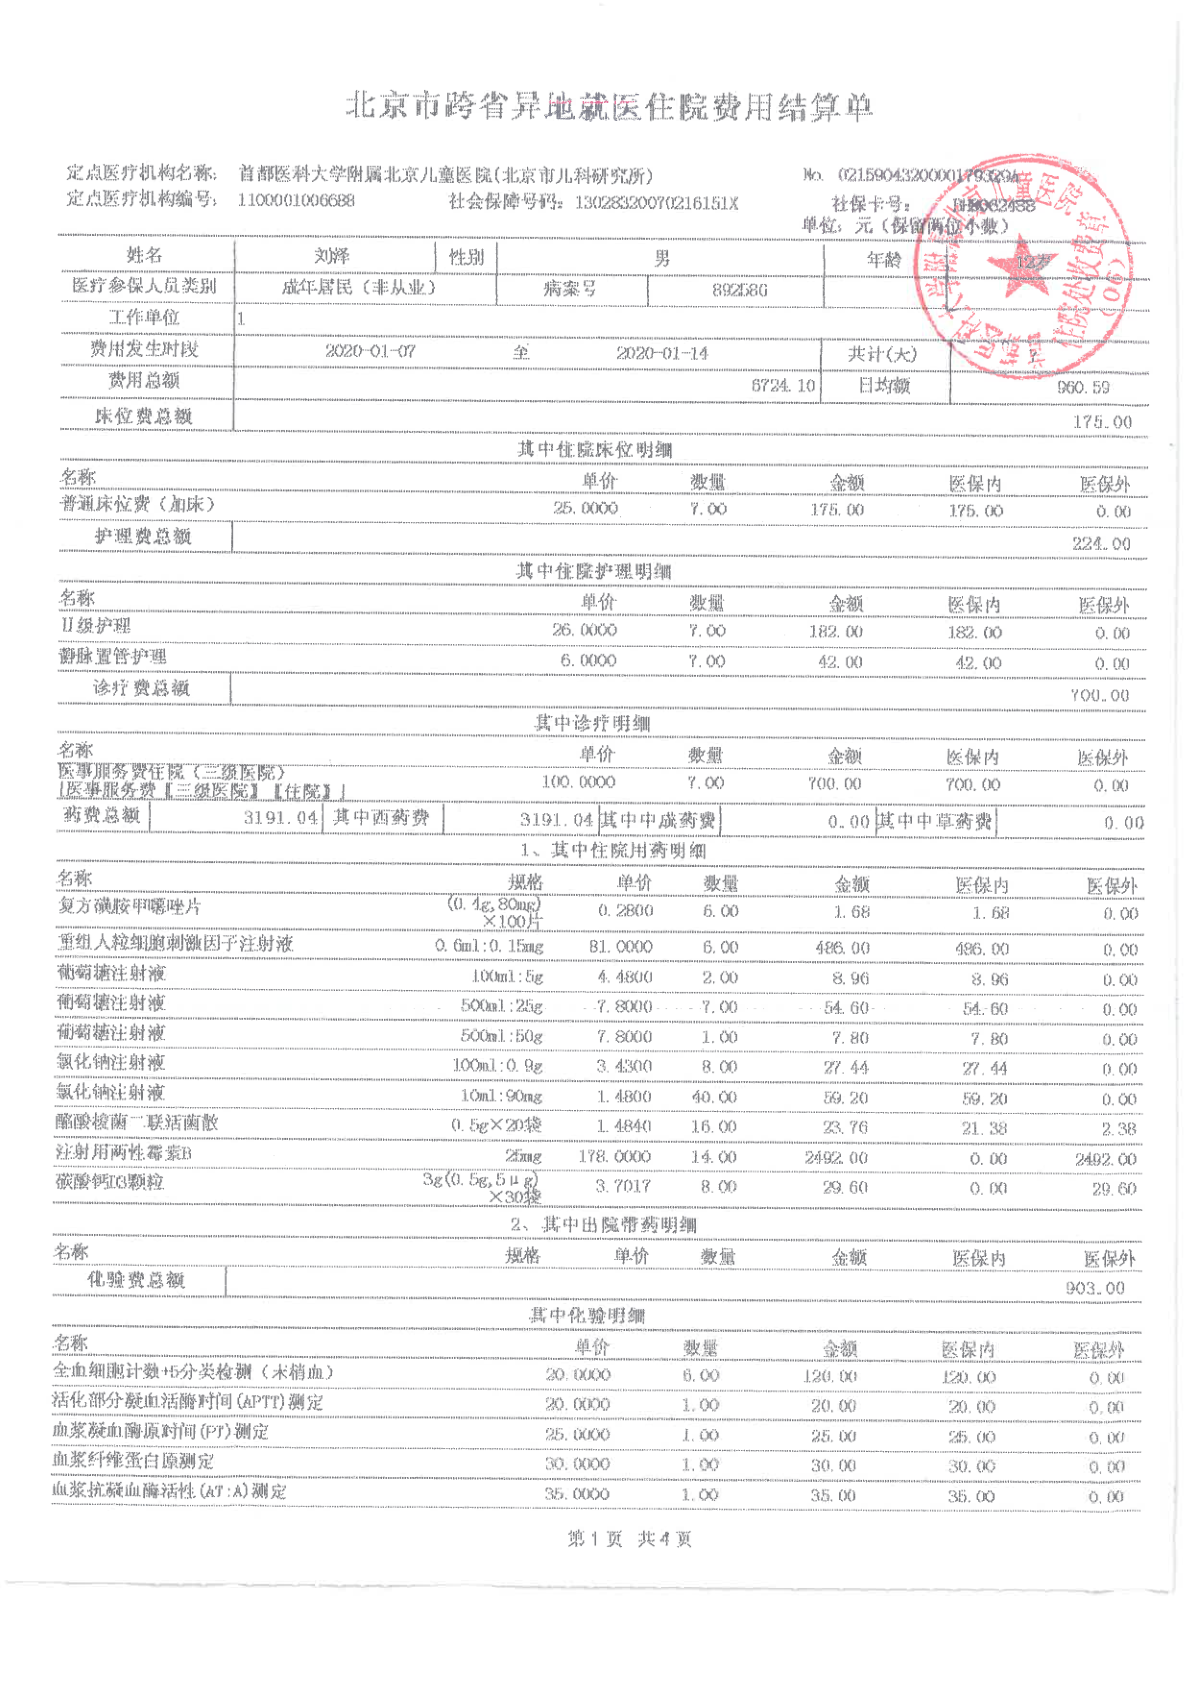 北京市跨省异地就医住院费用结算单
定点医疗机构名称: 首都医科大学附属北京儿童医院(北京市儿科研究所) No.
定点医疗机构编号: 1100001006688 社会保障号码: 13028320070216151X 社保卡号:
单位: 元(保留两位小数)
姓名 刘烽 性别 男 年龄 12岁
医疗参保人员类别 成年居民(非从业) 病案号 892586
工作单位 1
费用发生时段 2020-01-07 至 2020-01-14 共计(天) 7
费用总额 6724.10 日均额 960.59
床位费总额 175.00
其中住院床位明细
名称 单价 数量 金额 医保内 医保外
普通床位费(加床) 25.0000 7.00 175.00 175.00 0.00
护理费总额 224.00
其中住院护理明细
名称 单价 数量 金额 医保内 医保外
Ⅱ级护理 26.0000 7.00 182.00 182.00 0.00
静脉置管护理 6.0000 7.00 42.00 42.00 0.00
诊疗费总额 700.00
其中诊疗明细
名称 单价 数量 金额 医保内 医保外
医事服务费住院(三级医院)
[医事服务费【三级医院】【住院】] 100.0000 7.00 700.00 700.00 0.00
药费总额 3191.04 其中西药费 3191.04 其中中成药费 0.00 其中中草药费 0.00
1、其中住院用药明细
名称 规格 单价 数量 金额 医保内 医保外
复方磺胺甲噁唑片 (0.4g,80mg)×100片 0.2800 6.00 1.68 1.68 0.00
重组人粒细胞刺激因子注射液 0.6ml:0.15mg 81.0000 6.00 486.00 486.00 0.00
葡萄糖注射液 100ml:5g 4.4800 2.00 8.96 8.96 0.00
葡萄糖注射液 500ml:25g 7.8000 7.00 54.60 54.60 0.00
葡萄糖注射液 500ml:50g 7.8000 1.00 7.80 7.80 0.00
氯化钠注射液 100ml:0.9g 3.4300 8.00 27.44 27.44 0.00
氯化钠注射液 10ml:90mg 1.4800 40.00 59.20 59.20 0.00
酪酸梭菌二联活菌散 0.5g×20袋 1.4840 16.00 23.76 21.38 2.38
注射用两性霉素B 25mg 178.0000 14.00 2492.00 0.00 2492.00
碳酸钙D3颗粒 3g(0.5g,5μg)×30袋 3.7017 8.00 29.60 0.00 29.60
2、其中出院带药明细
名称 规格 单价 数量 金额 医保内 医保外
化验费总额 903.00
其中化验明细
名称 单价 数量 金额 医保内 医保外
全血细胞计数+5分类检测(末梢血) 20.0000 6.00 120.00 120.00 0.00
活化部分凝血活酶时间(APTT)测定 20.0000 1.00 20.00 20.00 0.00
血浆凝血酶原时间(PT)测定 25.0000 1.00 25.00 25.00 0.00
血浆纤维蛋白原测定 30.0000 1.00 30.00 30.00 0.00
血浆抗凝血酶活性(AT:A)测定 35.0000 1.00 35.00 35.00 0.00
第1页 共4页